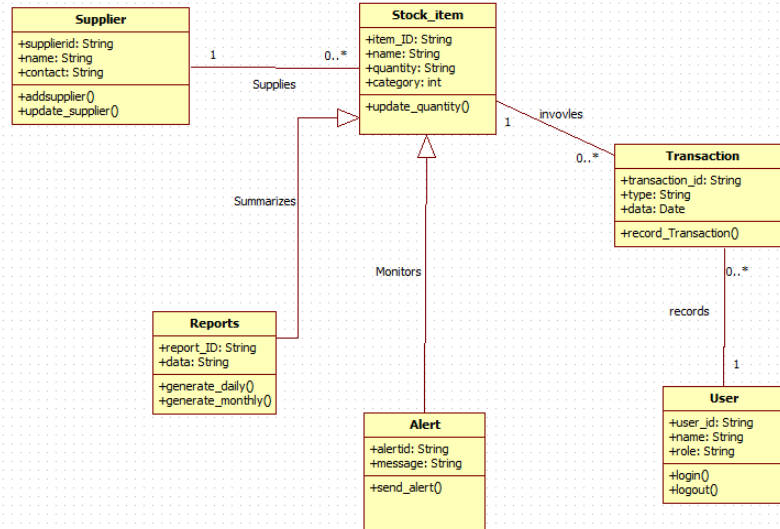 Supplier
+supplierid: String
+name: String
+contact: String
+addsupplier()
+update_supplier()
1
0..*
Supplies
Stock_item
+item_ID: String
+name: String
+quantity: String
+category: int
+update_quantity()
1
invovles
0..*
Transaction
+transaction_id: String
+type: String
+data: Date
+record_Transaction()
Summarizes
Monitors
0..*
records
1
Reports
+report_ID: String
+data: String
+generate_daily()
+generate_monthly()
Alert
+alertid: String
+message: String
+send_alert()
User
+user_id: String
+name: String
+role: String
+login()
+logout()